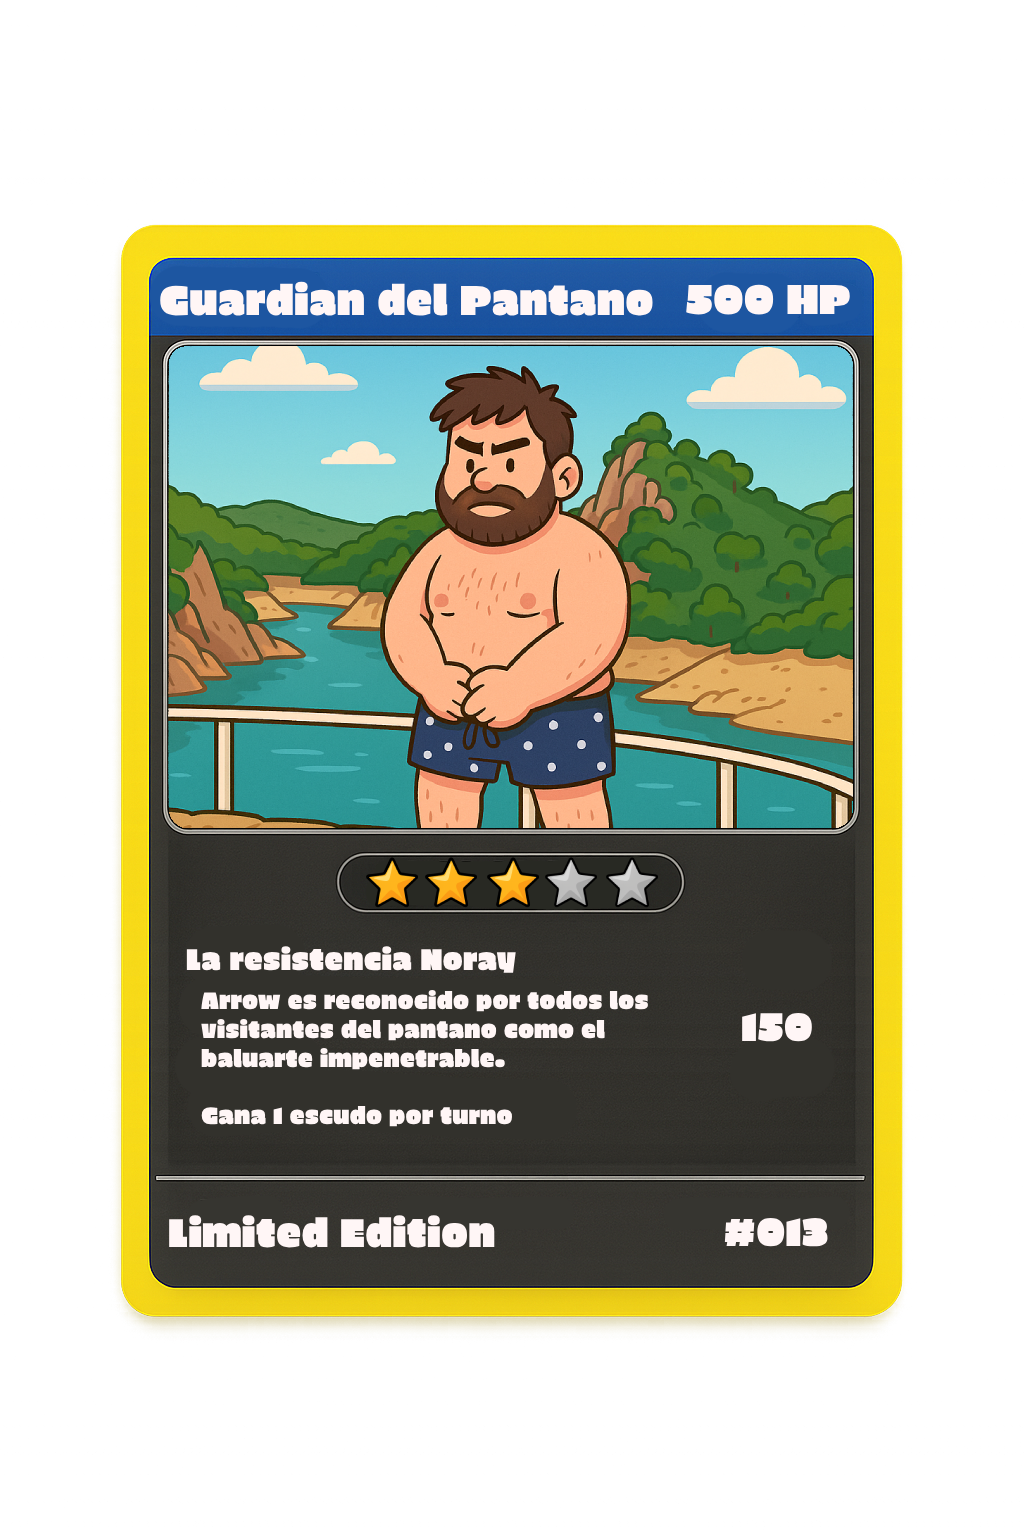 Guardian del Pantano 500 HP
La resistencia Noray
Arrow es reconocido por todos los
visitantes del pantano como el
baluarte impenetrable.
150
Gana 1 escudo por turno
Limited Edition #013